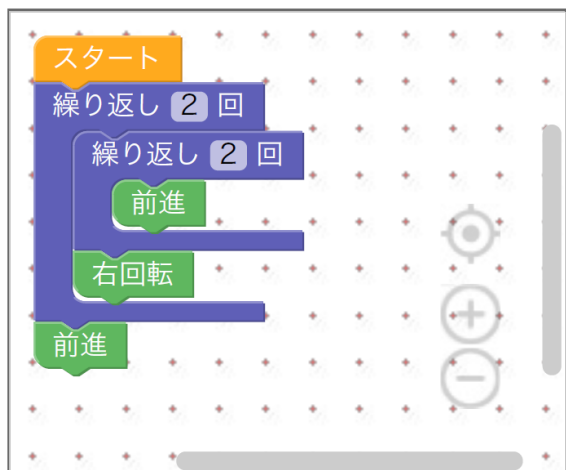 スタート
繰り返し 2 回
繰り返し 2 回
前進
右回転
前進